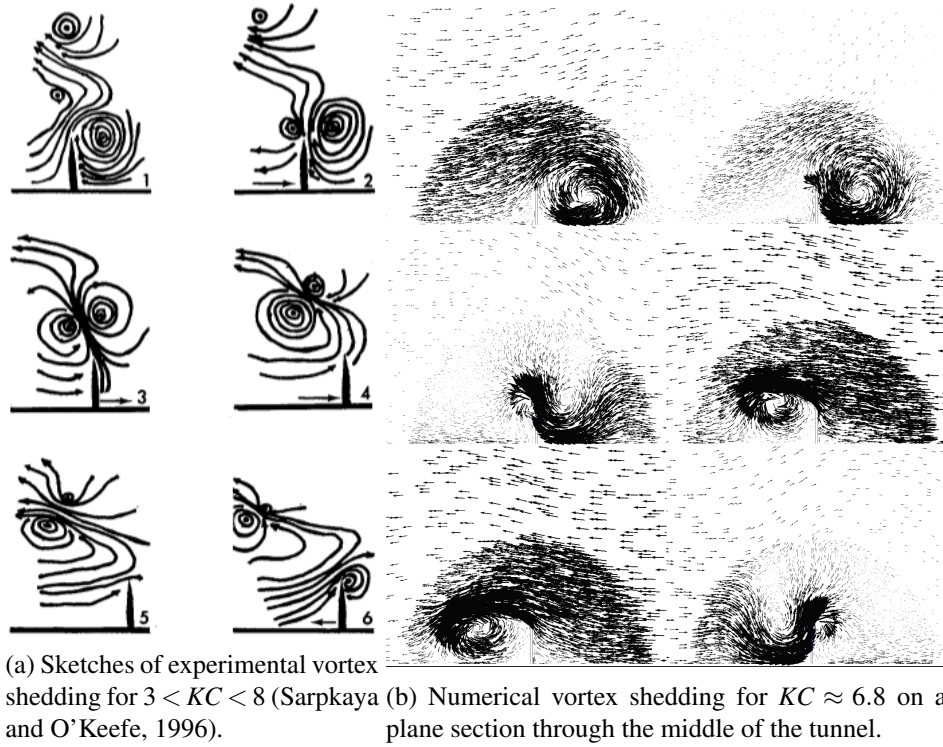 1
2
3
4
5
6
(a) Sketches of experimental vortex
shedding for 3 < KC < 8 (Sarpkaya
and O'Keefe, 1996).
(b) Numerical vortex shedding for KC ≈ 6.8 on a
plane section through the middle of the tunnel.